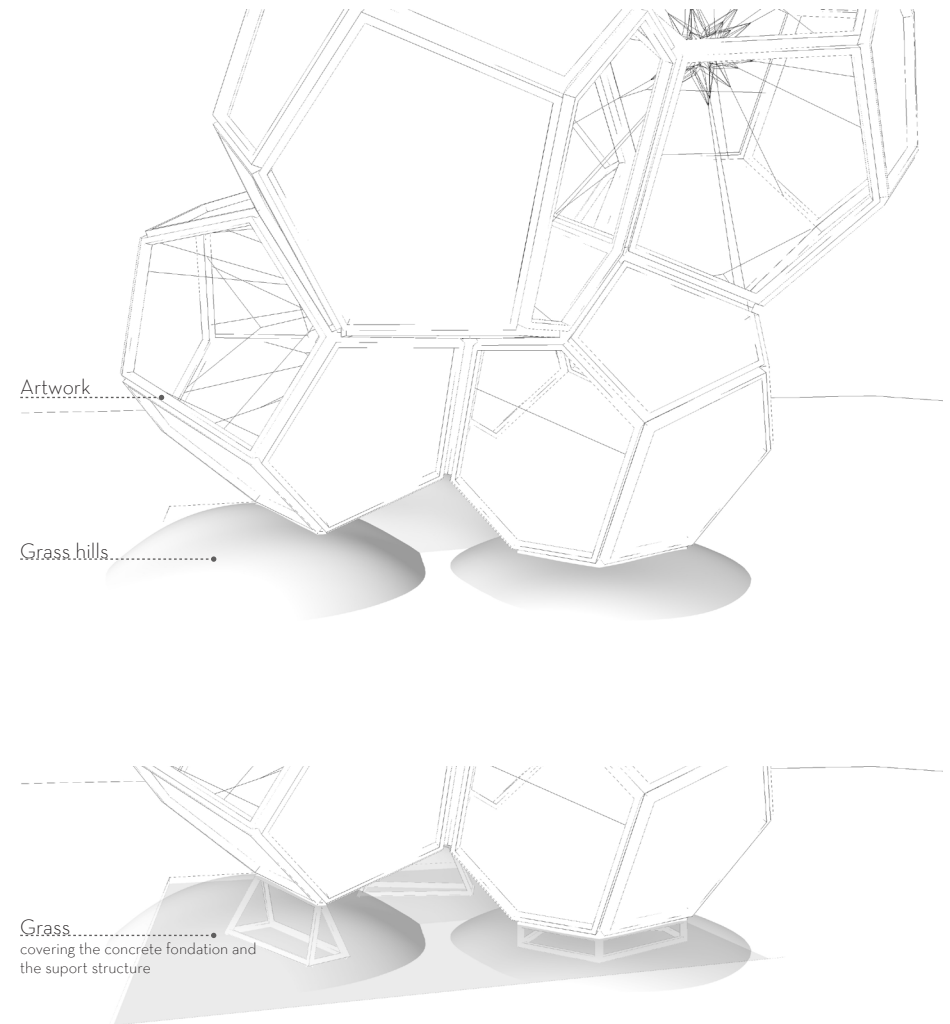 Artwork
Grass hills
Grass
covering the concrete fondation and
the suport structure